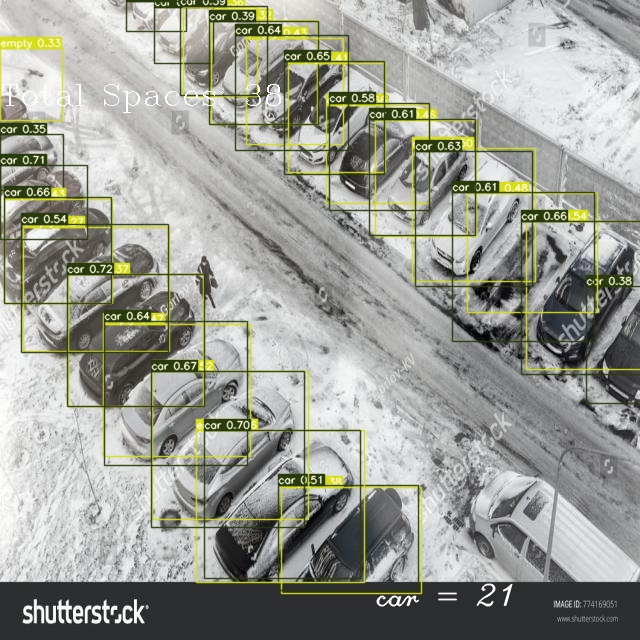 car 0.39
car 0.39
car 0.64
empty 0.33
car 0.65
Total Spaces 38
car 0.58
car 0.61
car 0.35
car 0.63
car 0.71
car 0.66
car 0.61 0.48
car 0.54
car 0.66
car 0.72
car 0.38
car 0.64
car 0.67
car 0.70
car 0.51
car = 21
shutterstock
IMAGE ID: 774169051
www.shutterstock.com